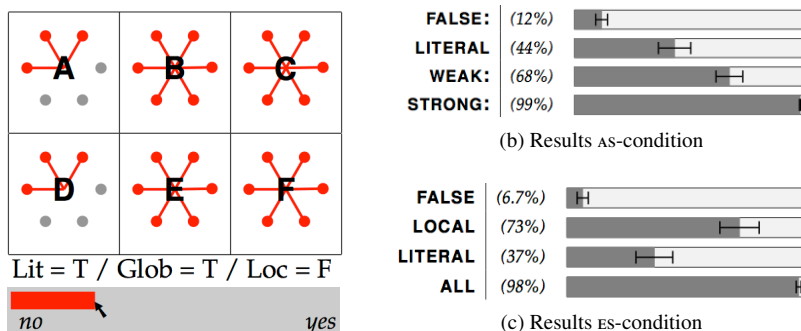 A B C
D E F
Lit = T / Glob = T / Loc = F
no yes
FALSE: (12%)
LITERAL (44%)
WEAK: (68%)
STRONG: (99%)
(b) Results AS-condition
FALSE (6.7%)
LOCAL (73%)
LITERAL (37%)
ALL (98%)
(c) Results ES-condition